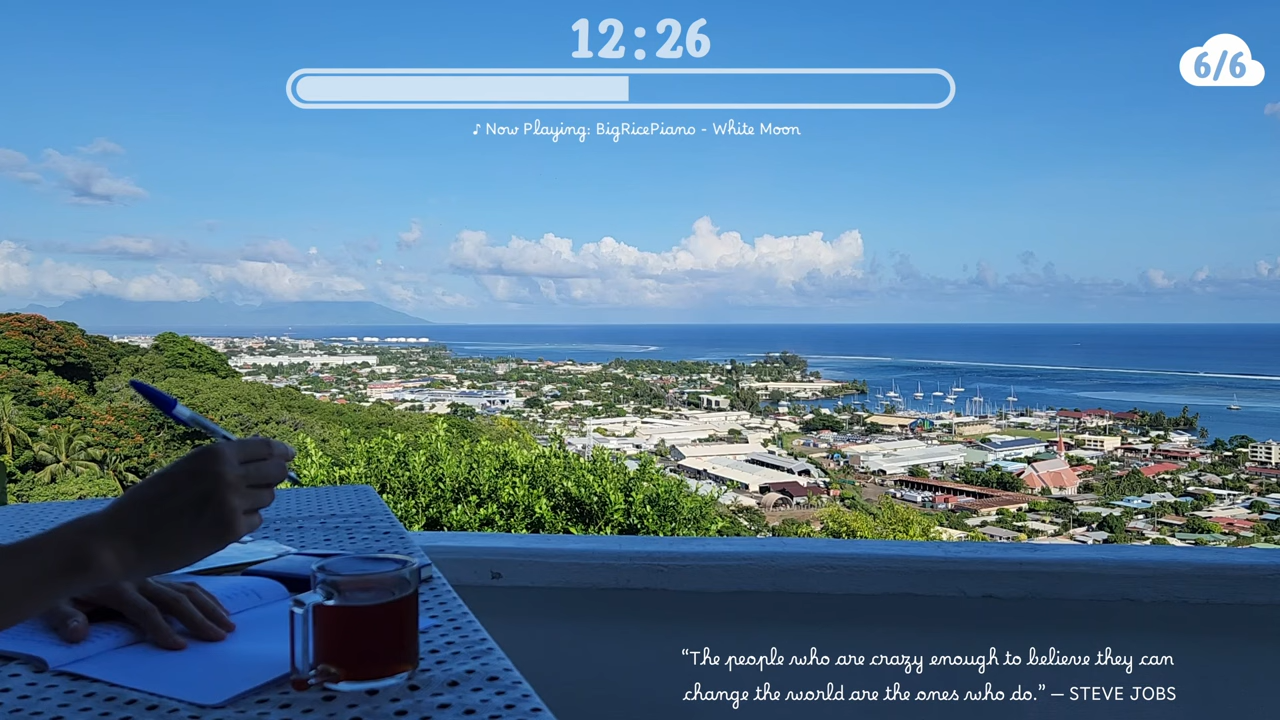 12:26
6/6
♪ Now Playing: BigRicePiano - White Moon
“The people who are crazy enough to believe they can
change the world are the ones who do.” — STEVE JOBS